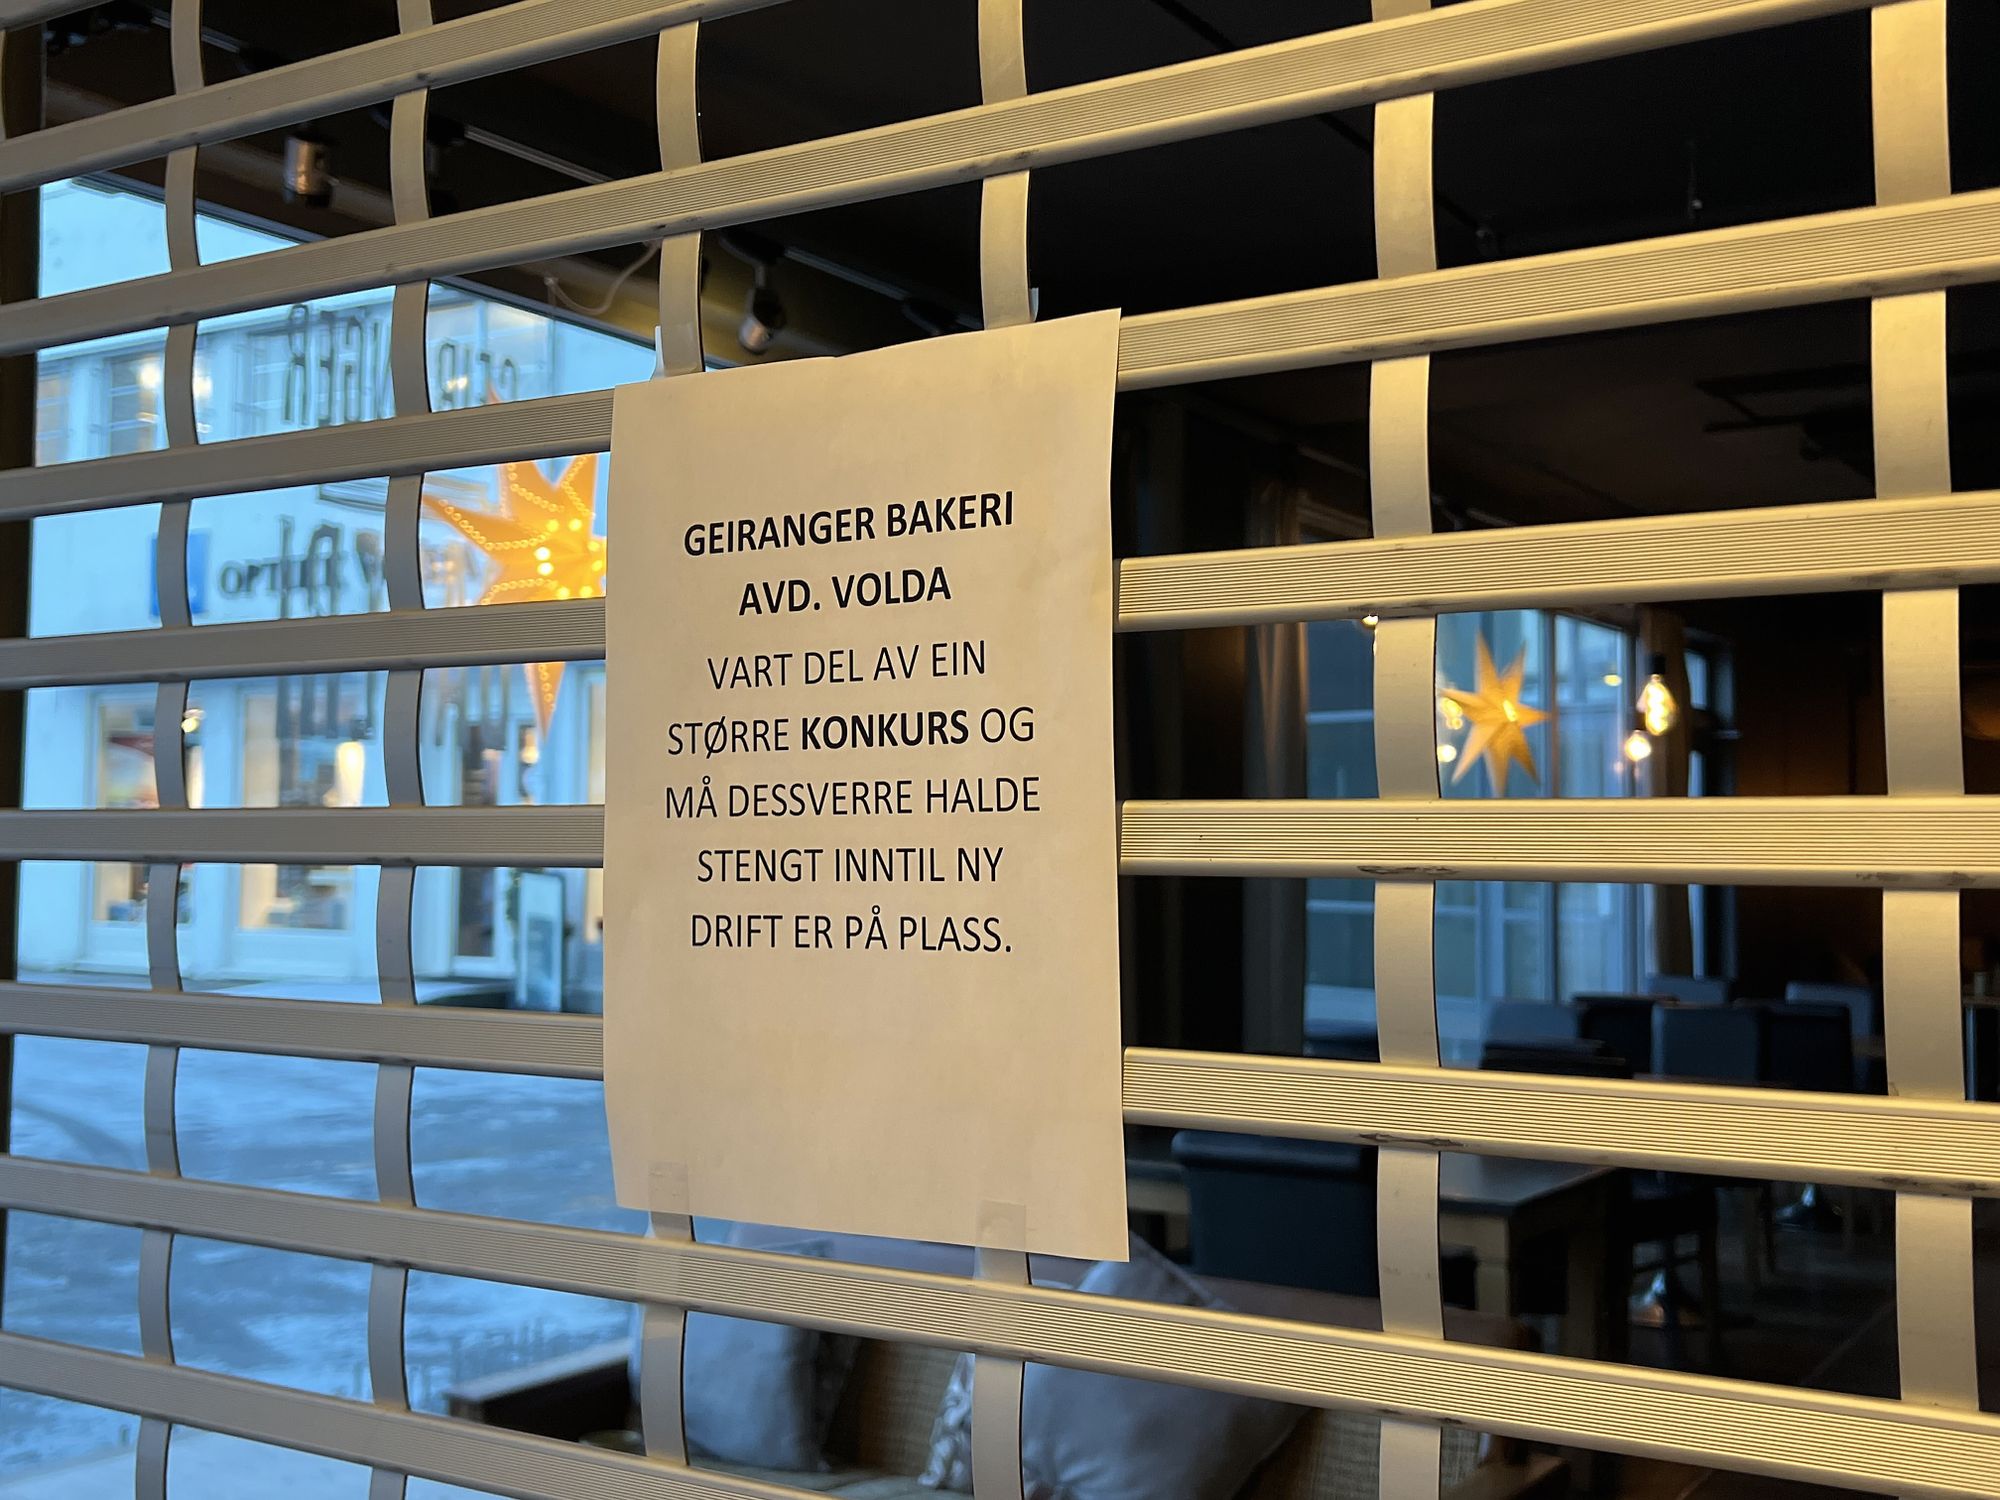 GEIRANGER BAKERI
AVD. VOLDA
VART DEL AV EIN
STØRRE KONKURS OG
MÅ DESSVERRE HALDE
STENGT INNTIL NY
DRIFT ER PÅ PLASS.